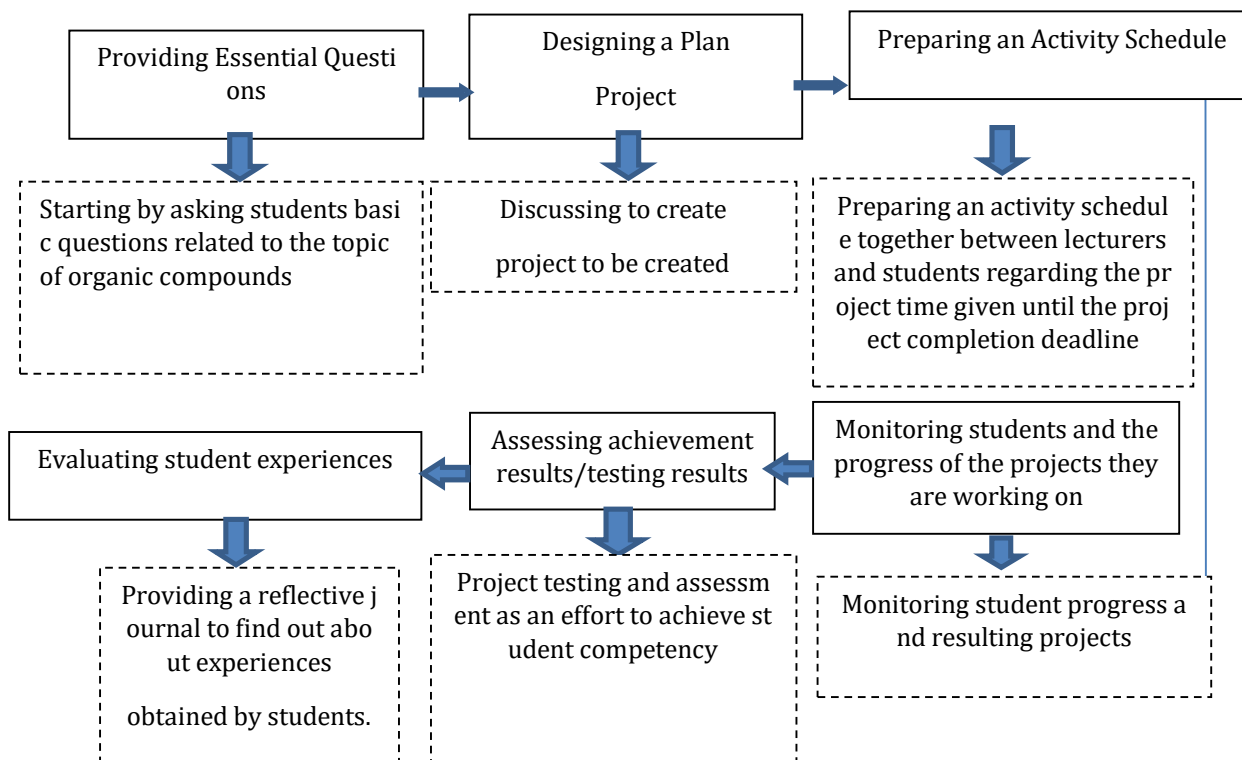 Providing Essential Questi
ons
Designing a Plan
Project
Preparing an Activity Schedule
Starting by asking students basi
c questions related to the topic
of organic compounds
Discussing to create
project to be created
Preparing an activity schedul
e together between lecturers
and students regarding the pr
oject time given until the proj
ect completion deadline
Evaluating student experiences
Assessing achievement
results/testing results
Monitoring students and the
progress of the projects they
are working on
Providing a reflective j
ournal to find out abo
ut experiences
obtained by students.
Project testing and assessm
ent as an effort to achieve st
udent competency
Monitoring student progress a
nd resulting projects